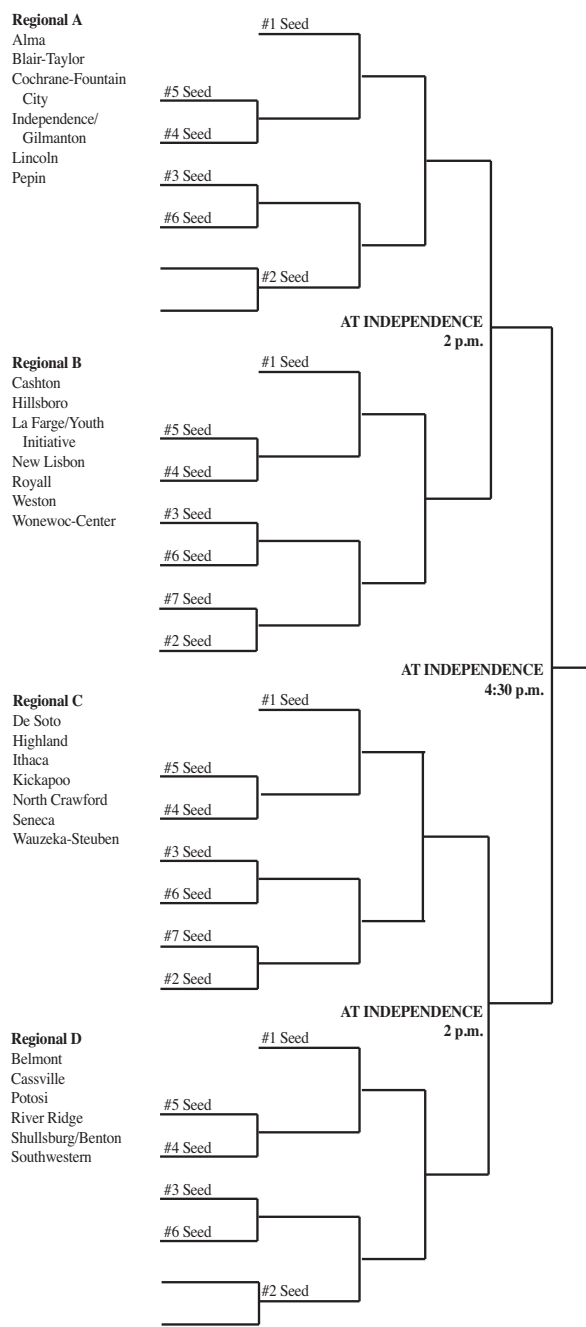 Regional A
Alma
Blair-Taylor
Cochrane-Fountain
City
Independence/
Gilmanton
Lincoln
Pepin
#1 Seed
#5 Seed
#4 Seed
#3 Seed
#6 Seed
#2 Seed
AT INDEPENDENCE
2 p.m.
Regional B
Cashton
Hillsboro
La Farge/Youth
Initiative
New Lisbon
Royall
Weston
Wonewoc-Center
#1 Seed
#5 Seed
#4 Seed
#3 Seed
#6 Seed
#7 Seed
#2 Seed
AT INDEPENDENCE
4:30 p.m.
Regional C
De Soto
Highland
Ithaca
Kickapoo
North Crawford
Seneca
Wauzeka-Steuben
#1 Seed
#5 Seed
#4 Seed
#3 Seed
#6 Seed
#7 Seed
#2 Seed
AT INDEPENDENCE
2 p.m.
Regional D
Belmont
Cassville
Potosi
River Ridge
Shullsburg/Benton
Southwestern
#1 Seed
#5 Seed
#4 Seed
#3 Seed
#6 Seed
#2 Seed